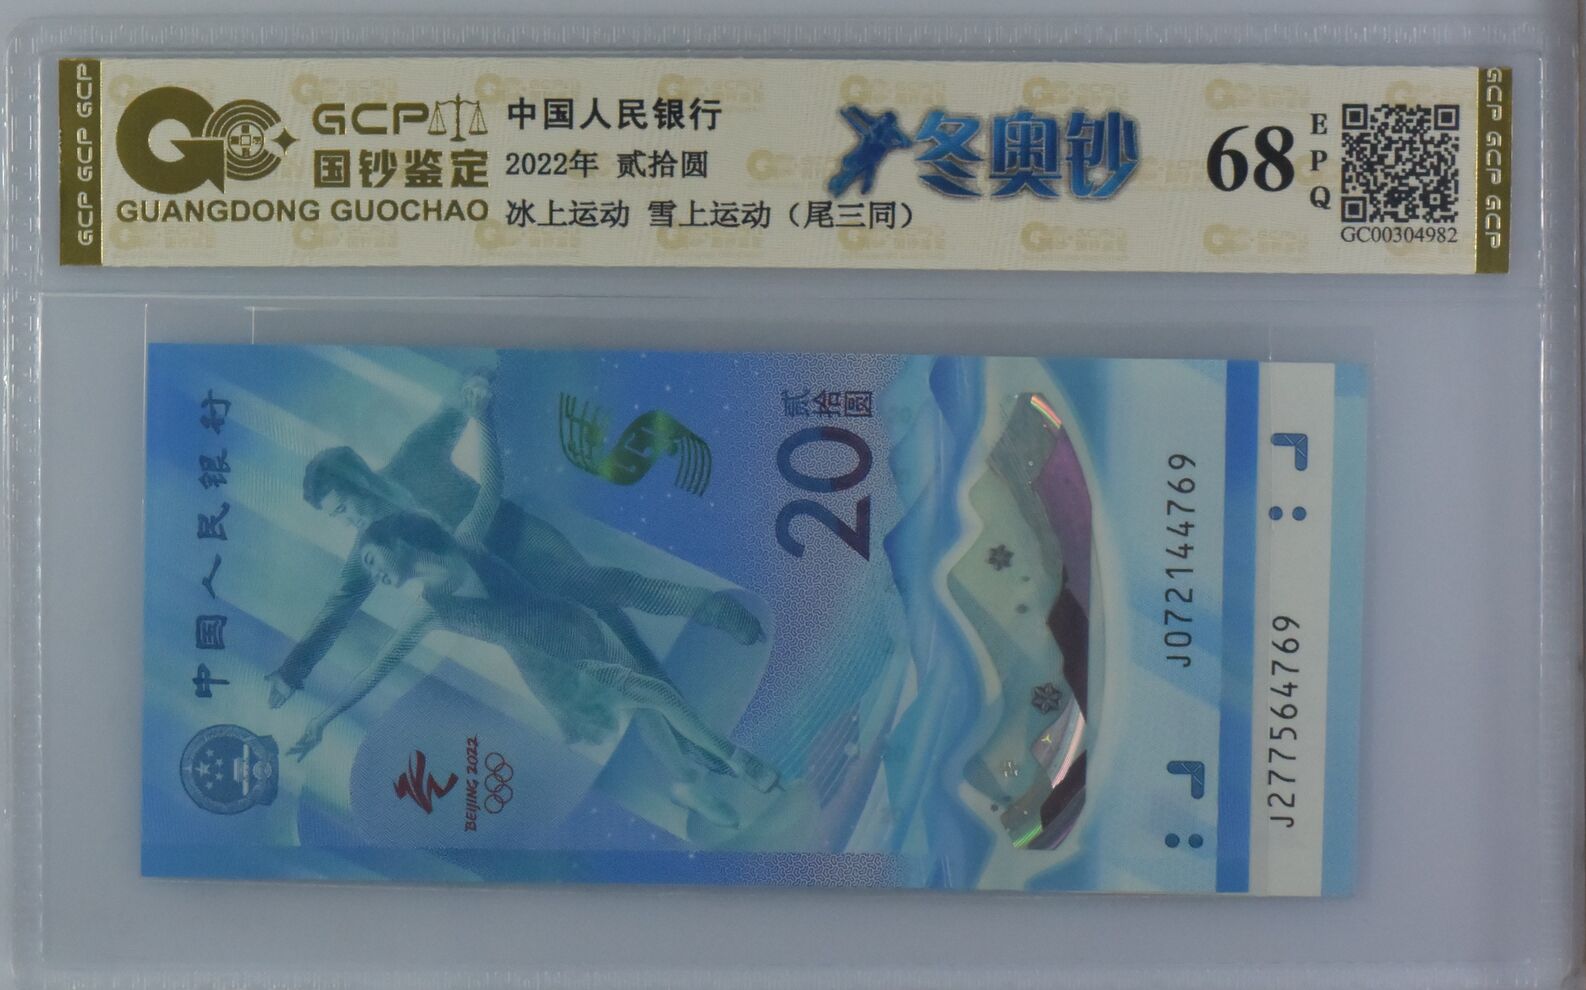 GCP GCP GCP
GCP
国钞鉴定
GUANGDONG GUOCHAO
中国人民银行
2022年 贰拾圆
冰上运动 雪上运动（尾三同）
冬奥钞
68
EPQ
GC00304982
GCP GCP GCP
中国人民银行
BEIJING 2022
贰拾圆
20
J072144769
J277564769